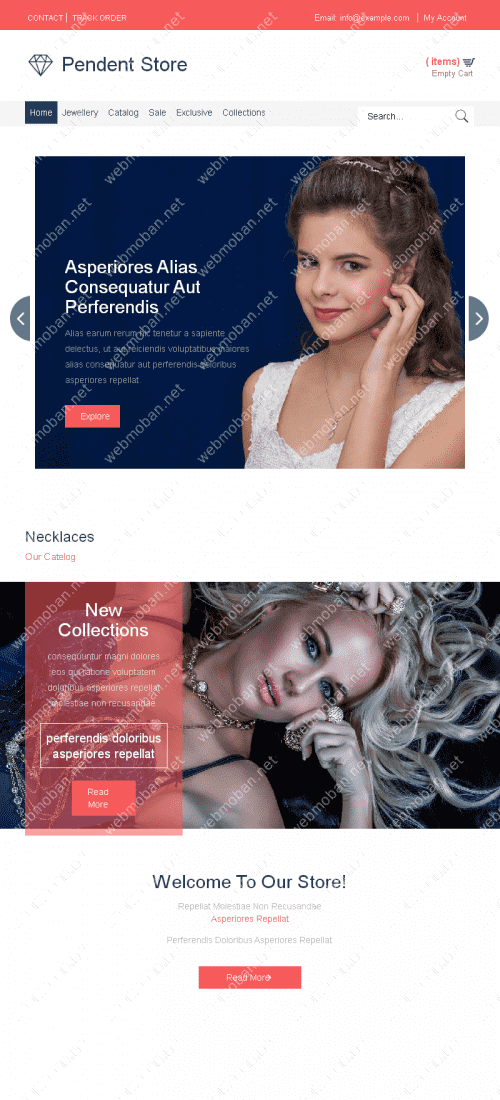 CONTACT | TRACK ORDER
Email: info@example.com | My Account
Pendent Store
( items)
Empty Cart
Home Jewellery Catalog Sale Exclusive Collections
Search...
Asperiores Alias
Consequatur Aut
Perferendis
Alias earum rerum hic tenetur a sapiente
delectus, ut aut reiciendis voluptatibus maiores
alias consequatur aut perferendis doloribus
asperiores repellat
Explore
Necklaces
Our Catelog
New
Collections
consequuntur magni dolores
eos qui ratione voluptatem
doloribus asperiores repellat
molestiae non recusandae
perferendis doloribus
asperiores repellat
Read
More
Welcome To Our Store!
Repellat Molestiae Non Recusandae
Asperiores Repellat
Perferendis Doloribus Asperiores Repellat
Read More
webmoban.net